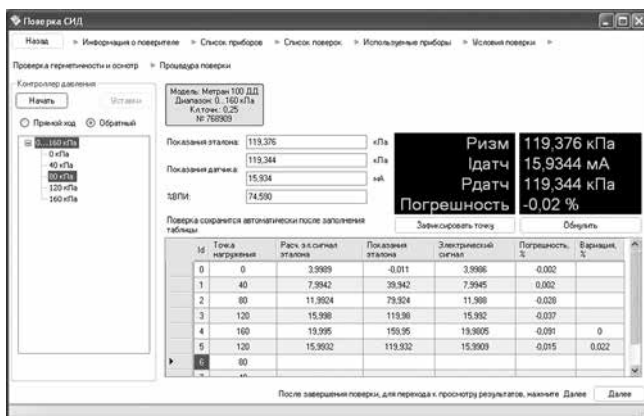 Поверка СИД
Назад » Информация о поверителе » Список приборов » Список поверок » Используемые приборы » Условия поверки »
Проверка герметичности и осмотр » Процедура поверки
Контроллер давления
Начать
Прямой ход Обратный
0...160 кПа
0 кПа
40 кПа
80 кПа
120 кПа
160 кПа
Модель: Метран 100 ДД
Диапазон: 0...160 кПа
Кл.точн.: 0,25
№ 768909
Показания эталона: 119,376 кПа
Показания датчика: 119,344 кПа
15,934 мА
%ВПИ: 74,590
Pизм 119,376 кПа
Iдатч 15,9344 мА
Pдатч 119,344 кПа
Погрешность -0,02 %
Поверка сохранится автоматически после заполнения таблицы
Зафиксировать точку Обнулить
Id Точка нагружения Расч. эл.сигнал эталона Показания эталона Электрический сигнал Погрешность, % Вариация, %
0 0 3,9989 -0,011 3,9986 -0,002
1 40 7,9942 39,942 7,9945 0,002
2 80 11,9924 79,924 11,988 -0,028
3 120 15,998 119,98 15,992 -0,037
4 160 19,995 159,95 19,9805 -0,091 0
5 120 15,9932 119,932 15,9909 -0,015 0,022
6 80
После завершения поверки, для перехода к просмотру результатов, нажмите Далее Далее